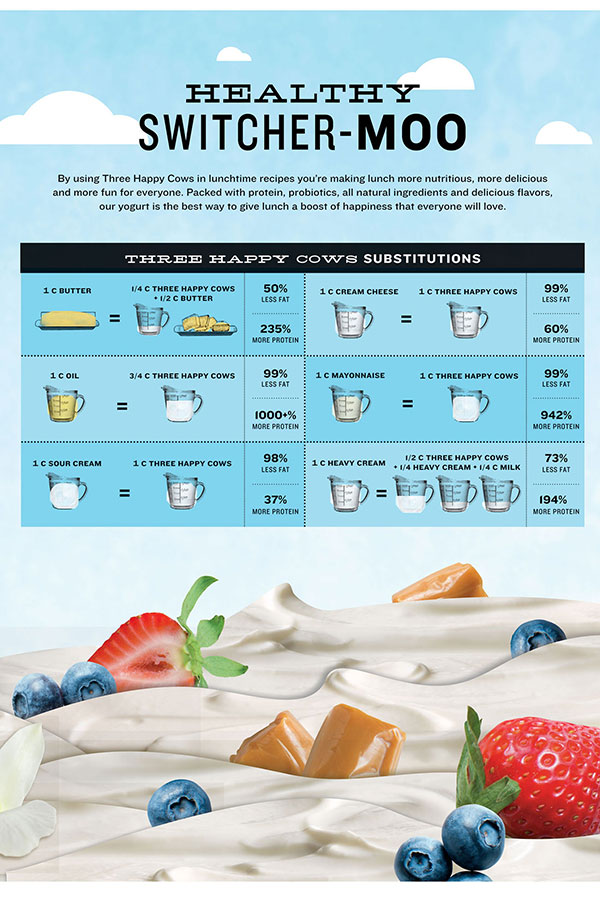 HEALTHY
SWITCHER-MOO
By using Three Happy Cows in lunchtime recipes you're making lunch more nutritious, more delicious
and more fun for everyone. Packed with protein, probiotics, all natural ingredients and delicious flavors,
our yogurt is the best way to give lunch a boost of happiness that everyone will love.
THREE HAPPY COWS SUBSTITUTIONS
1 C BUTTER
=
1/4 C THREE HAPPY COWS
+ 1/2 C BUTTER
50%
LESS FAT
235%
MORE PROTEIN
1 C CREAM CHEESE
=
1 C THREE HAPPY COWS
99%
LESS FAT
60%
MORE PROTEIN
1 C OIL
=
3/4 C THREE HAPPY COWS
99%
LESS FAT
1000+%
MORE PROTEIN
1 C MAYONNAISE
=
1 C THREE HAPPY COWS
99%
LESS FAT
942%
MORE PROTEIN
1 C SOUR CREAM
=
1 C THREE HAPPY COWS
98%
LESS FAT
37%
MORE PROTEIN
1 C HEAVY CREAM
=
1/2 C THREE HAPPY COWS
+ 1/4 HEAVY CREAM + 1/4 C MILK
73%
LESS FAT
194%
MORE PROTEIN